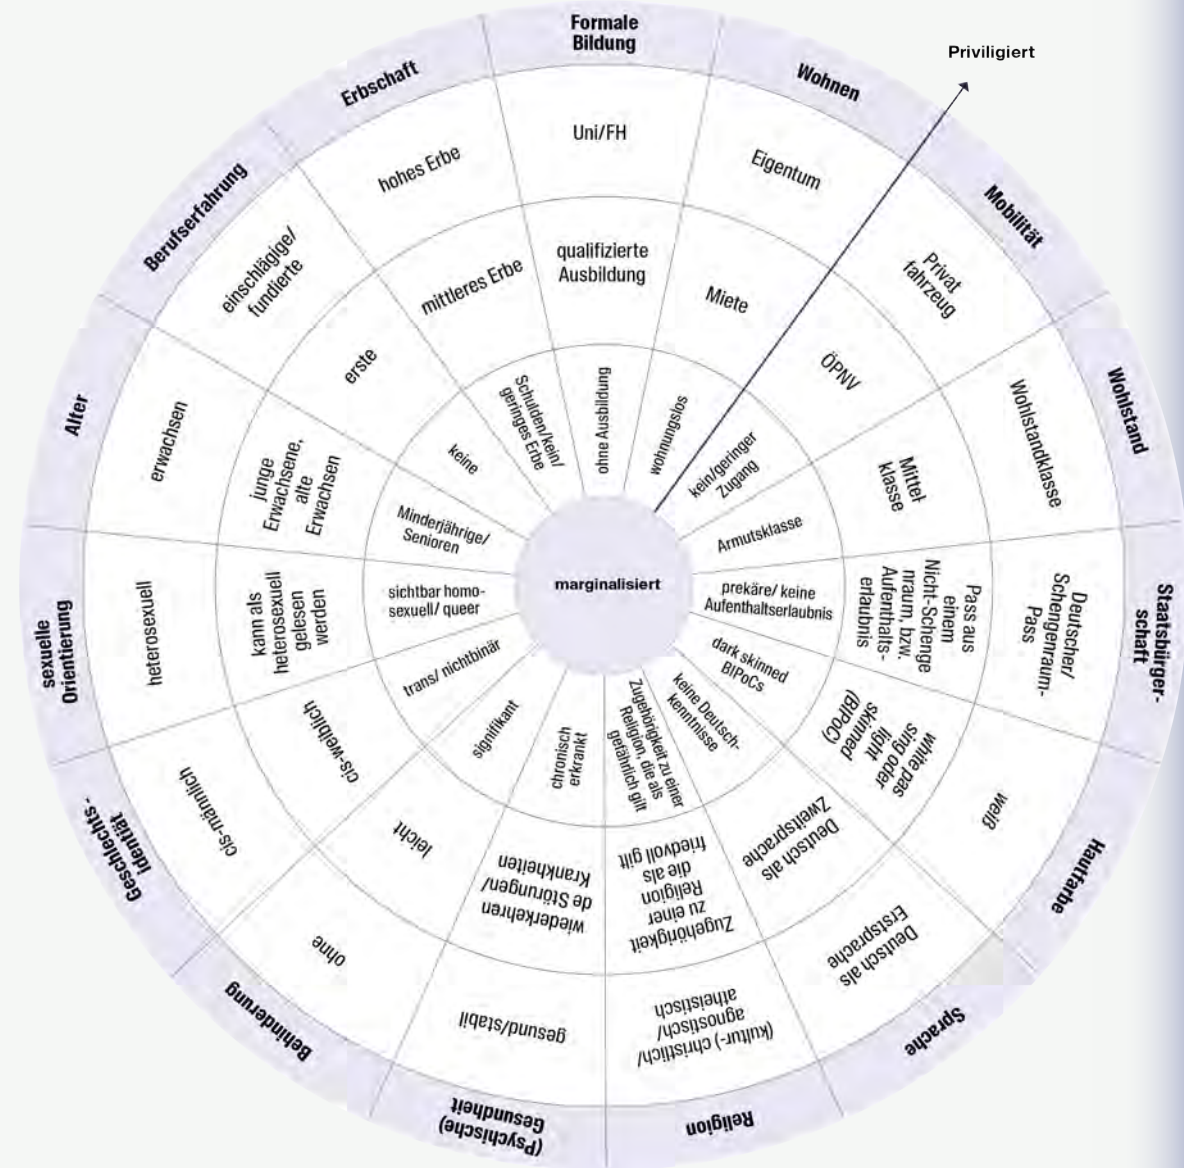 Priviligiert
Formale
Bildung
Uni/FH
qualifizierte
Ausbildung
ohne Ausbildung
Wohnen
Eigentum
Miete
wohnungslos
Mobilität
Privat
fahrzeug
ÖPNV
kein/geringer
Zugang
Wohlstand
Wohlstandklasse
Mittel-
klasse
Armutsklasse
Staatsbürger-
schaft
Deutscher/
Schengenraum-
Pass
Pass aus
einem
Nicht-Schenge
nraum, bzw.
Aufenthalts-
erlaubnis
prekäre/ keine
Aufenthaltserlaubnis
Hautfarbe
weiß
white pas
sing oder
light
skinned
(BIPoC)
dark skinned
BIPoCs
Sprache
Deutsch als
Erstsprache
Deutsch als
Zweitsprache
keine Deutsch-
kenntnisse
Religion
(kultur-) christlich/
agnostisch/
atheistisch
Zugehörigkeit
zu einer
Religion
die als
friedvoll gilt
Zugehörigkeit zu einer
Religion, die als
gefährlich gilt
(Psychische)
Gesundheit
gesund/stabil
wiederkehren
de Störungen/
Krankheiten
chronisch
erkrankt
Behinderung
ohne
leicht
signifikant
Geschlechts-
identiät
cis-männlich
cis-weiblich
trans/ nichtbinär
sexuelle
Orientierung
heterosexuell
kann als
heterosexuell
gelesen
werden
sichtbar homo-
sexuell/ queer
Alter
erwachsen
junge
Erwachsene,
alte
Erwachsen
Minderjährige/
Senioren
Berufserfahrung
einschlägige/
fundierte
erste
keine
Erbschaft
hohes Erbe
mittleres Erbe
Schulden/kein/
geringes Erbe
marginalisiert